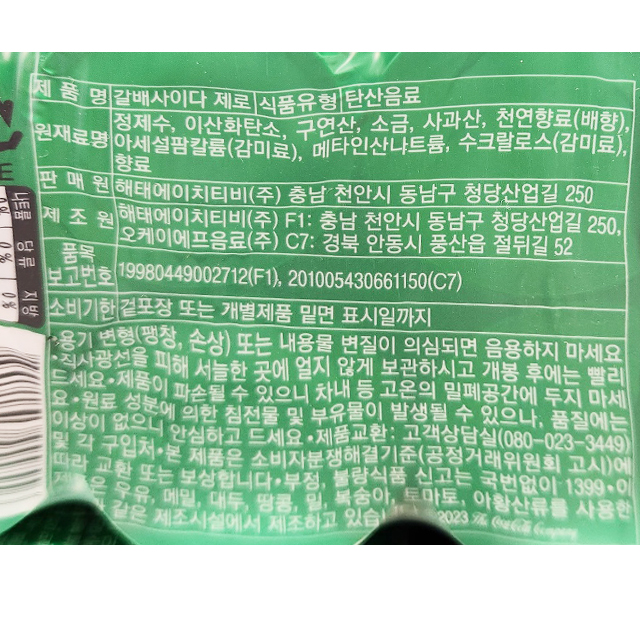 제 품 명 갈배사이다 제로 식품유형 탄산음료
정제수, 이산화탄소, 구연산, 소금, 사과산, 천연향료(배향),
원재료명 아세설팜칼륨(감미료), 메타인산나트륨, 수크랄로스(감미료),
향료
판 매 원 해태에이치티비(주) 충남 천안시 동남구 청당산업길 250
제 조 원 해태에이치티비(주) F1: 충남 천안시 동남구 청당산업길 250,
오케이에프음료(주) C7: 경북 안동시 풍산읍 절뒤길 52
품목
보고번호 19980449002712(F1), 201005430661150(C7)
소비기한 겉포장 또는 개별제품 밑면 표시일까지
•용기 변형(팽창, 손상) 또는 내용물 변질이 의심되면 음용하지 마세요
•직사광선을 피해 서늘한 곳에 얼지 않게 보관하시고 개봉 후에는 빨리
드세요•제품이 파손될 수 있으니 차내 등 고온의 밀폐공간에 두지 마세
요•원료 성분에 의한 침전물 및 부유물이 발생될 수 있으나, 품질에는
이상이 없으니 안심하고 드세요•제품교환: 고객상담실(080-023-3449)
및 각 구입처•본 제품은 소비자분쟁해결기준(공정거래위원회 고시)에
따라 교환 또는 보상합니다•부정, 불량식품 신고는 국번없이 1399•이
제품은 우유, 메밀, 대두, 땅콩, 밀, 복숭아, 토마토, 아황산류를 사용한
같은 제조시설에서 제조하고 있습 2023 The Coca-Cola Company
나트륨 당류 지방
0% 0%